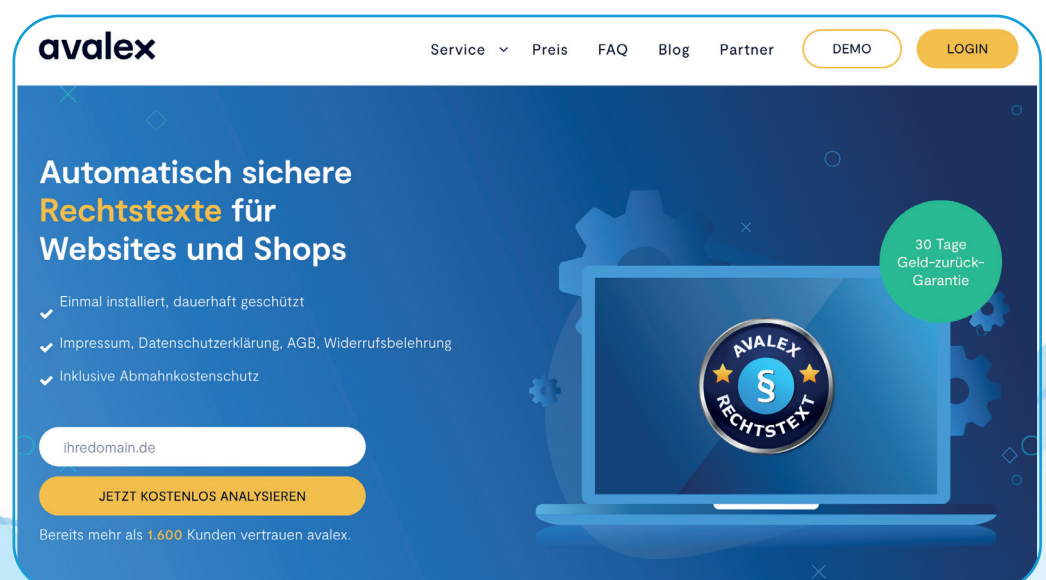 avalex
Service Preis FAQ Blog Partner DEMO LOGIN
Automatisch sichere
Rechtstexte für
Websites und Shops
Einmal installiert, dauerhaft geschützt
Impressum, Datenschutzerklärung, AGB, Widerrufsbelehrung
Inklusive Abmahnkostenschutz
ihredomain.de
JETZT KOSTENLOS ANALYSIEREN
Bereits mehr als 1.600 Kunden vertrauen avalex.
30 Tage
Geld-zurück-
Garantie
AVALEX
§
RECHTSTEXT